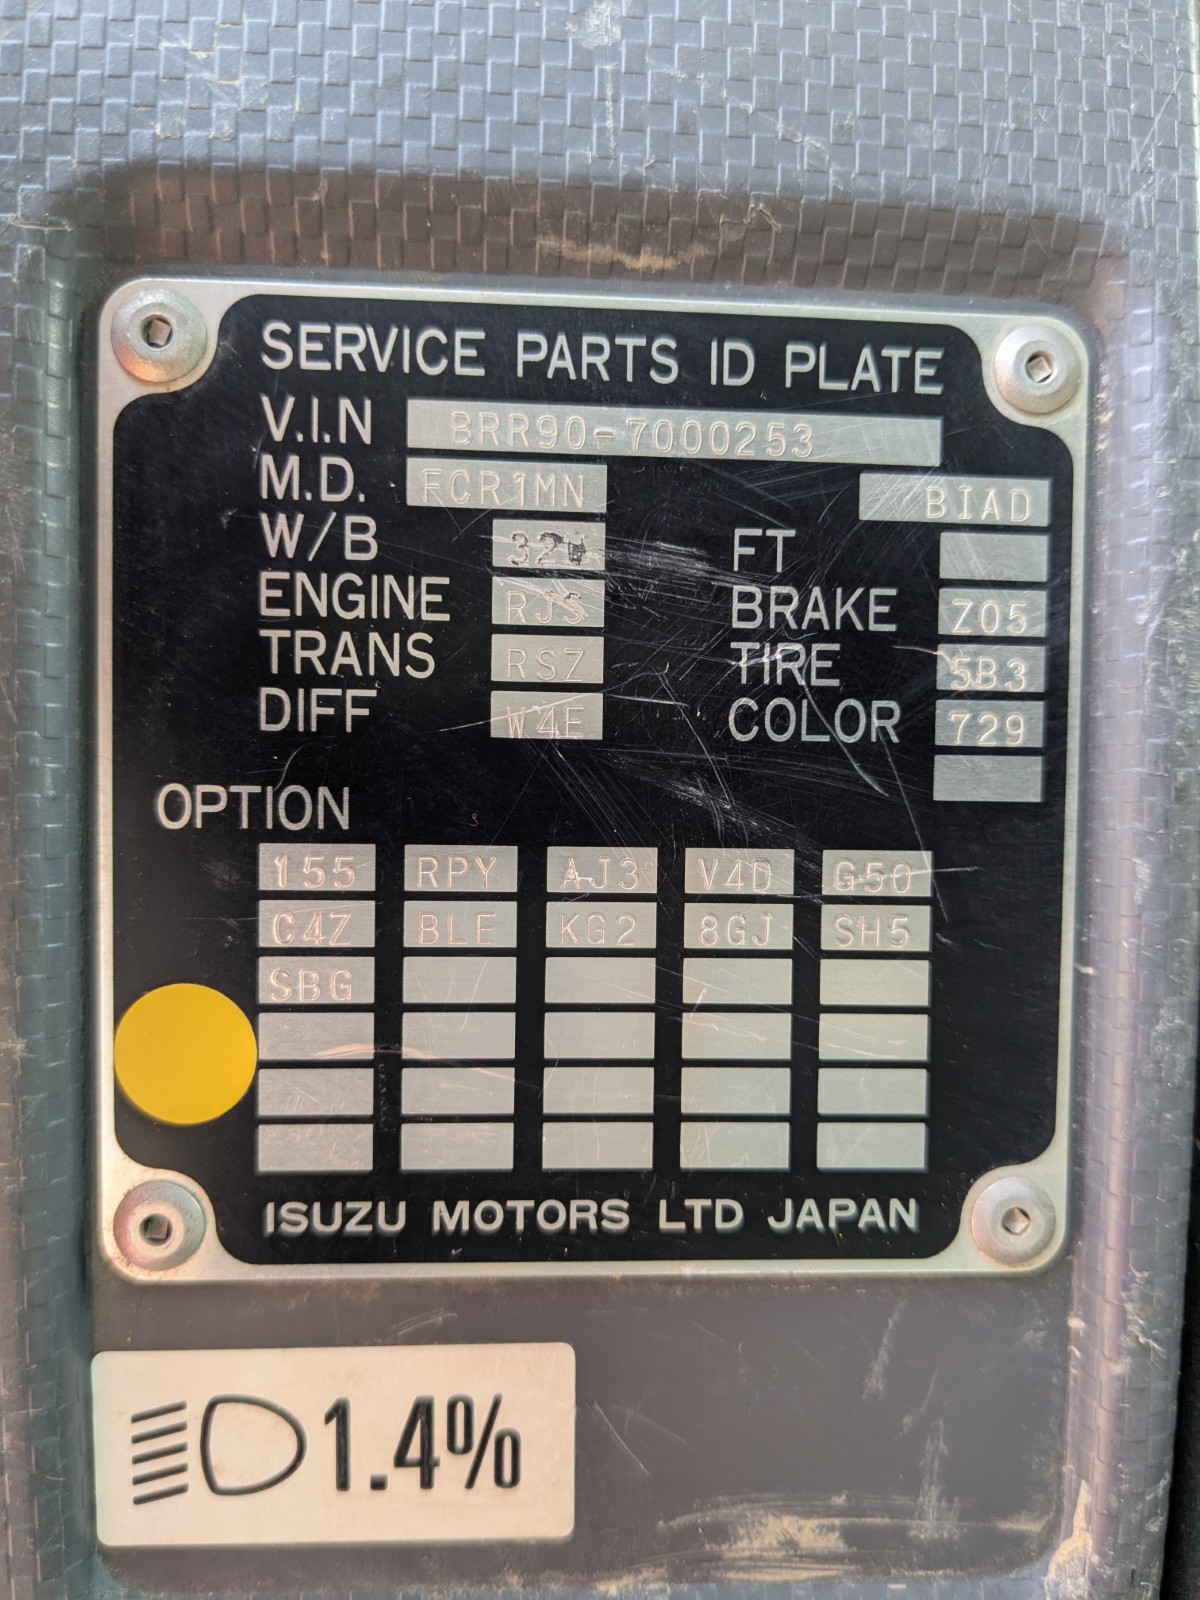 SERVICE PARTS ID PLATE
V.I.N BRR90-7000253
M.D. FCR1MN BIAD
W/B FT
ENGINE RJS BRAKE Z05
TRANS RSZ TIRE 5B3
DIFF W4E COLOR 729
OPTION
155 RPY AJ3 V4D G50
C4Z BLE KG2 8GJ SH5
SBG
ISUZU MOTORS LTD JAPAN
1.4%